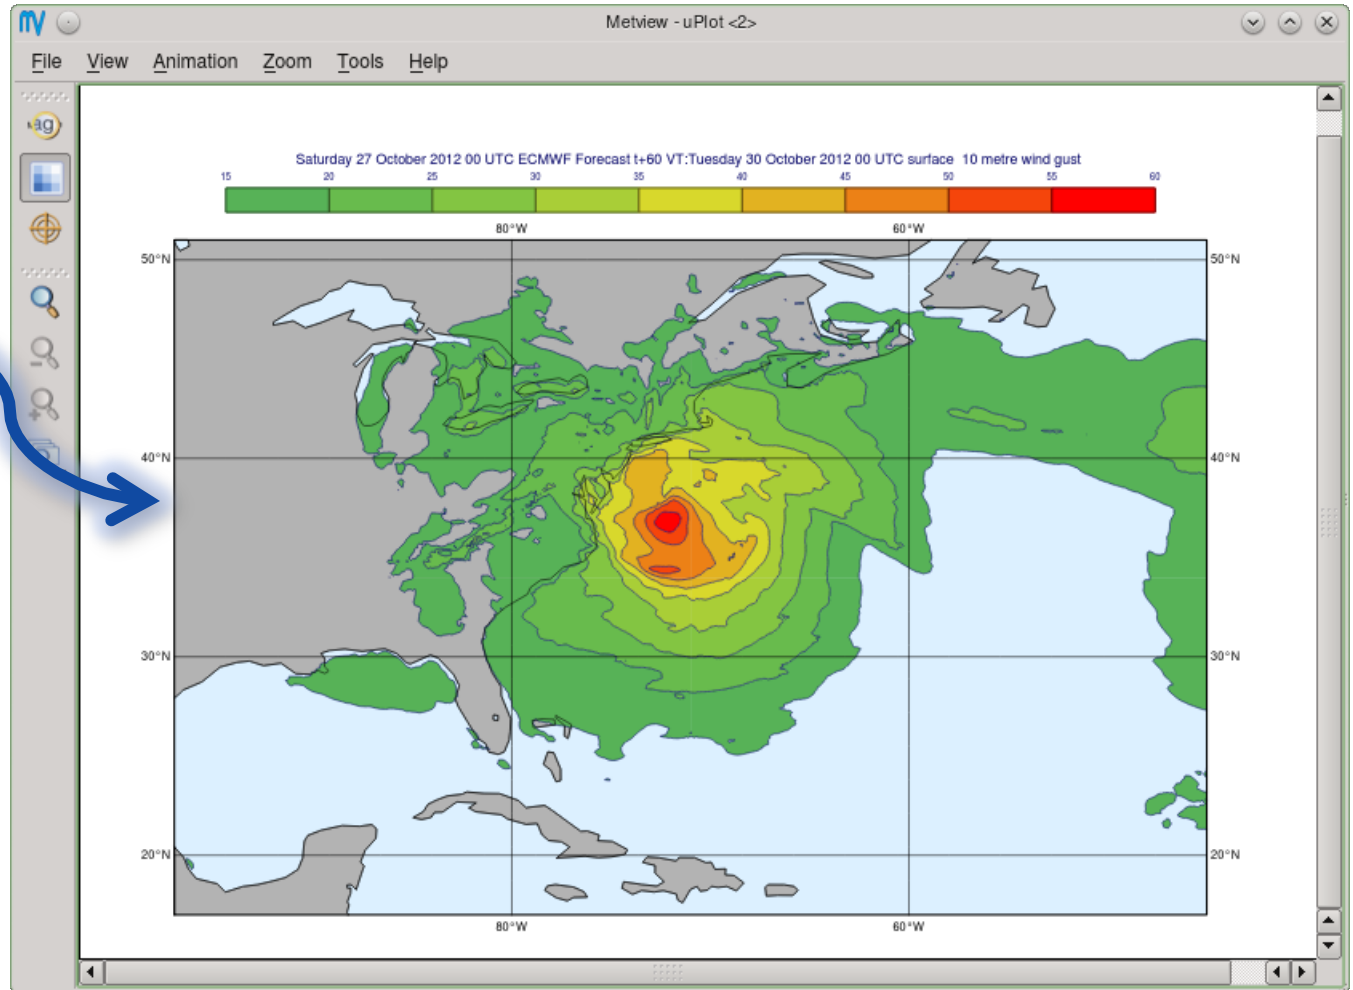 Metview - uPlot <2>
File View Animation Zoom Tools Help
ag
Saturday 27 October 2012 00 UTC ECMWF Forecast t+60 VT:Tuesday 30 October 2012 00 UTC surface 10 metre wind gust
15 20 25 30 35 40 45 50 55 60
80°W 60°W
50°N 50°N
40°N 40°N
30°N 30°N
20°N 20°N
80°W 60°W